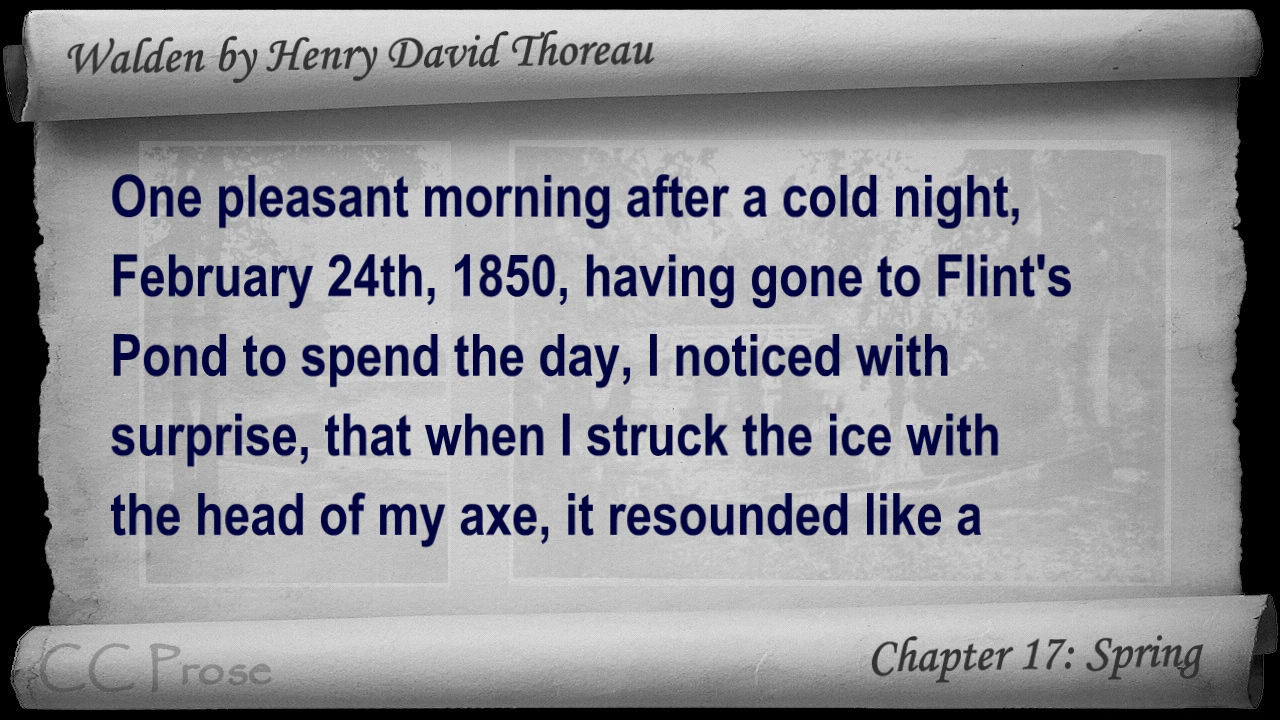 Walden by Henry David Thoreau
One pleasant morning after a cold night,
February 24th, 1850, having gone to Flint's
Pond to spend the day, I noticed with
surprise, that when I struck the ice with
the head of my axe, it resounded like a
CC Prose
Chapter 17: Spring